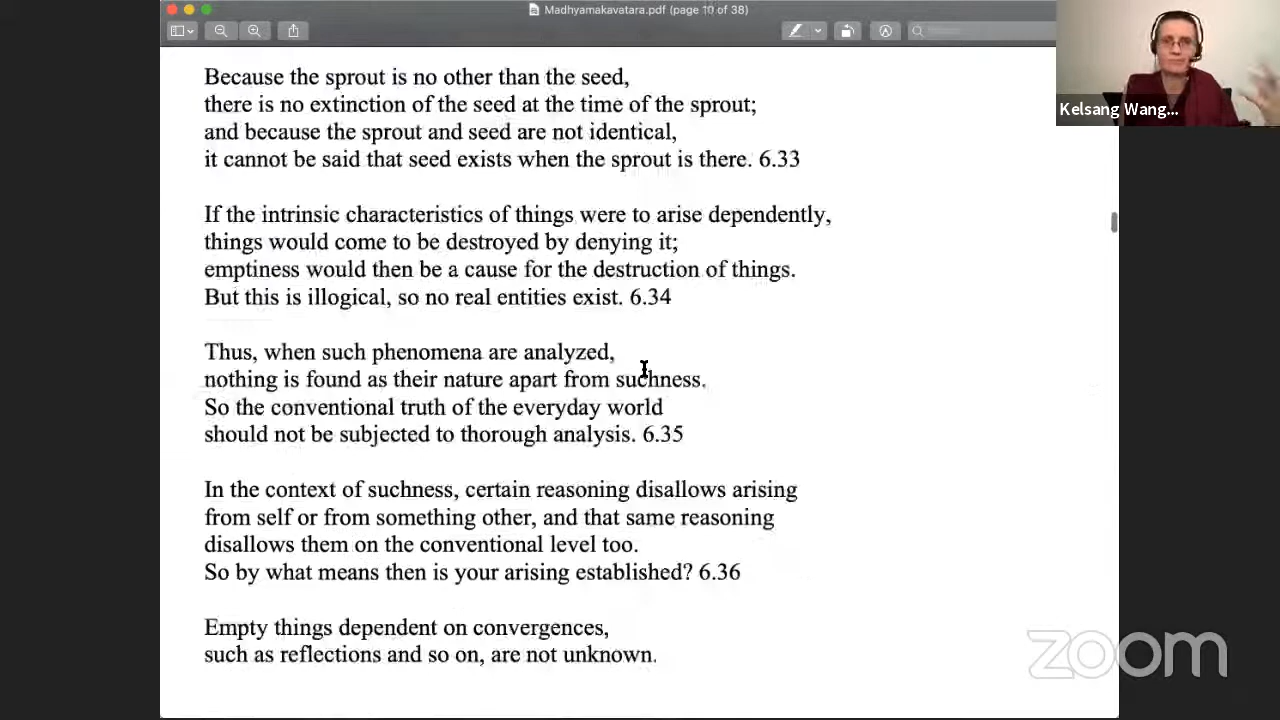 Madhyamakavatara.pdf (page 10 of 38)
Kelsang Wang...
Because the sprout is no other than the seed,
there is no extinction of the seed at the time of the sprout;
and because the sprout and seed are not identical,
it cannot be said that seed exists when the sprout is there. 6.33
If the intrinsic characteristics of things were to arise dependently,
things would come to be destroyed by denying it;
emptiness would then be a cause for the destruction of things.
But this is illogical, so no real entities exist. 6.34
Thus, when such phenomena are analyzed,
nothing is found as their nature apart from suchness.
So the conventional truth of the everyday world
should not be subjected to thorough analysis. 6.35
In the context of suchness, certain reasoning disallows arising
from self or from something other, and that same reasoning
disallows them on the conventional level too.
So by what means then is your arising established? 6.36
Empty things dependent on convergences,
such as reflections and so on, are not unknown.
zoom